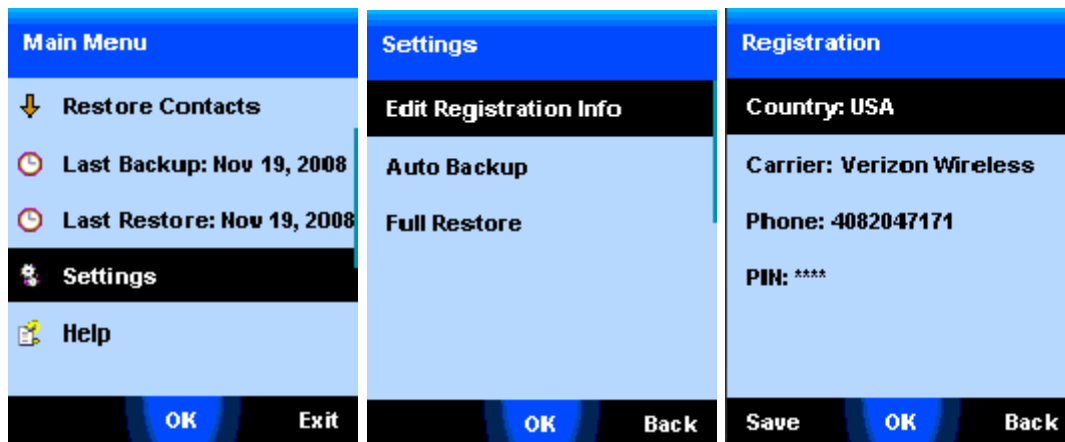 Main Menu
Restore Contacts
Last Backup: Nov 19, 2008
Last Restore: Nov 19, 2008
Settings
Help
OK Exit
Settings
Edit Registration Info
Auto Backup
Full Restore
OK Back
Registration
Country: USA
Carrier: Verizon Wireless
Phone: 4082047171
PIN: ****
Save OK Back